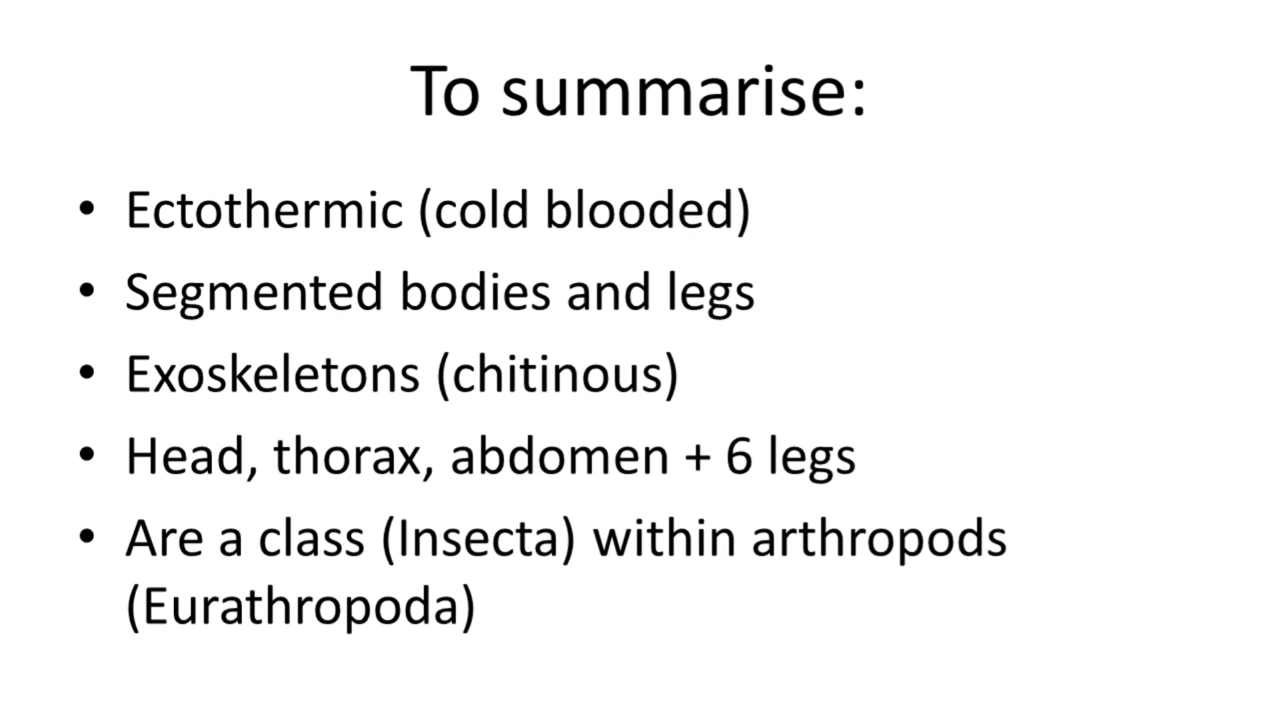 To summarise:
• Ectothermic (cold blooded)
• Segmented bodies and legs
• Exoskeletons (chitinous)
• Head, thorax, abdomen + 6 legs
• Are a class (Insecta) within arthropods
(Eurathropoda)